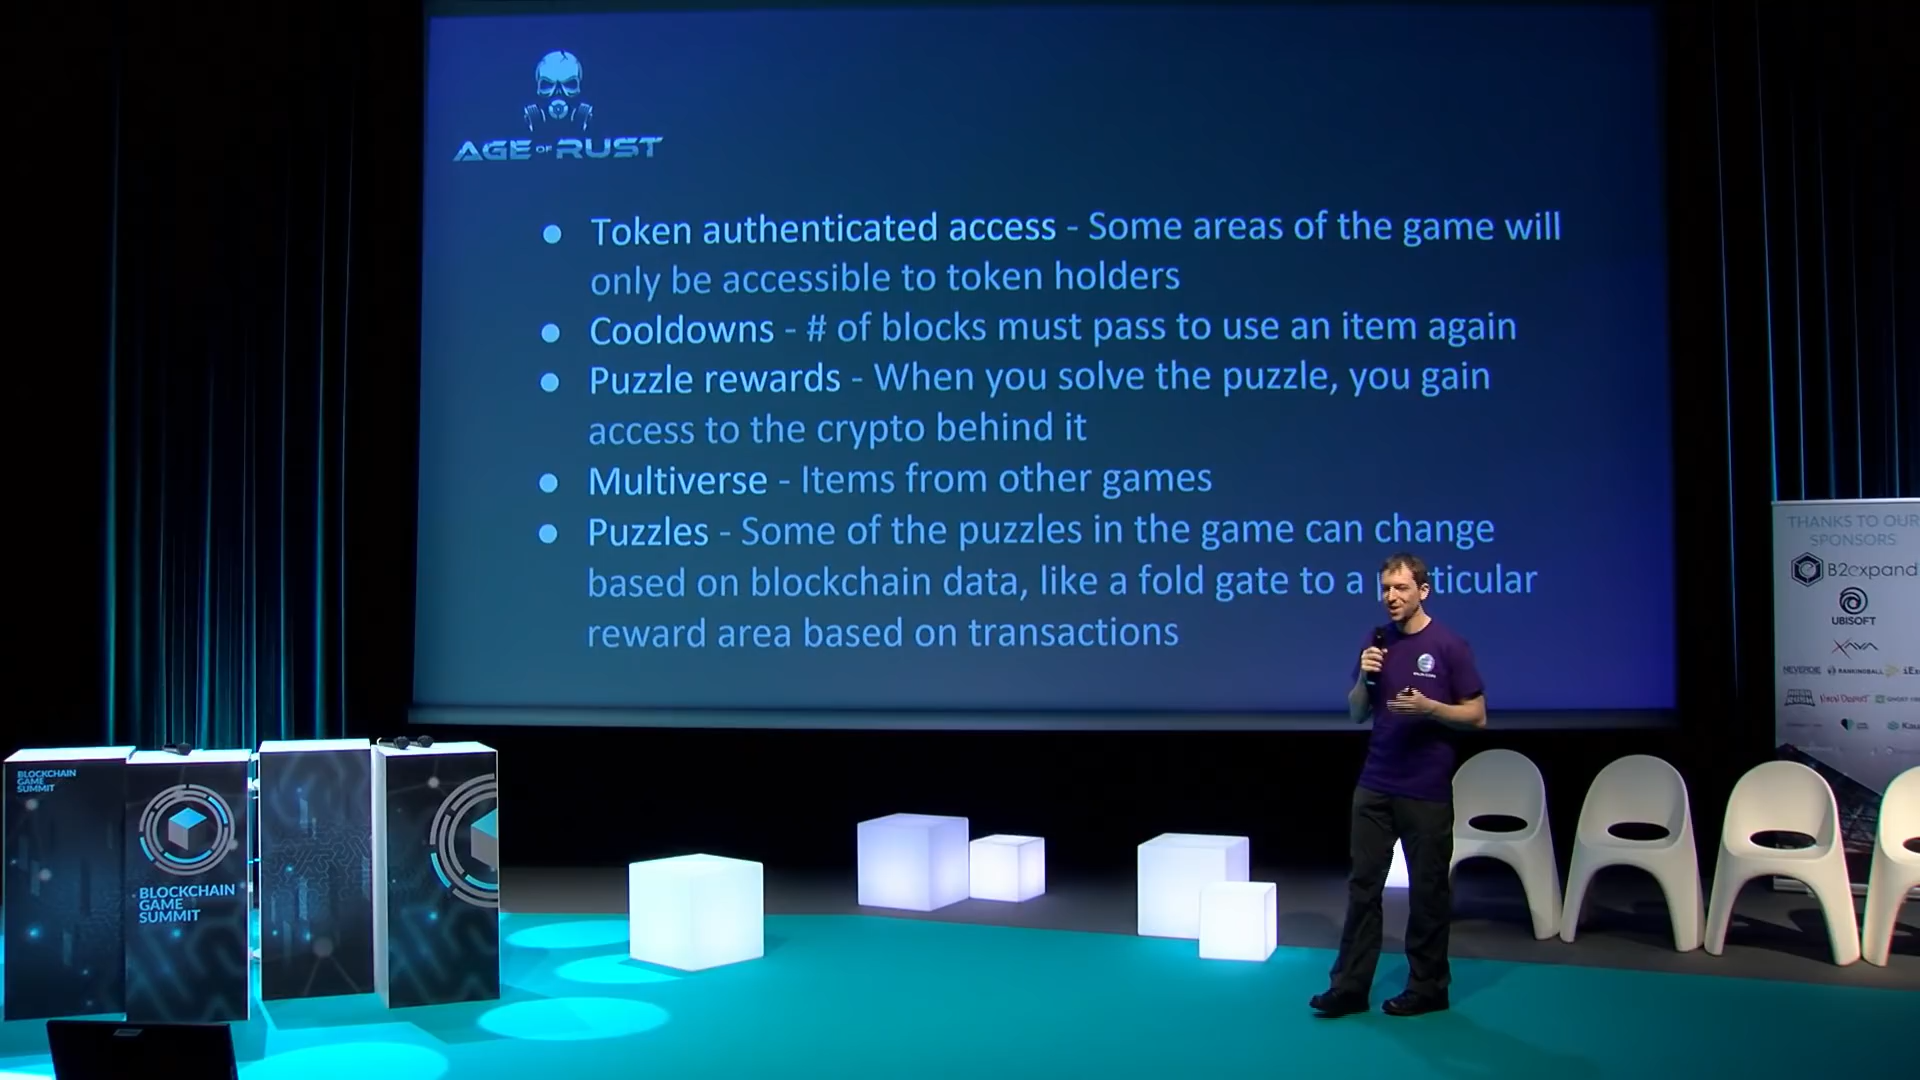 AGE OF RUST
Token authenticated access - Some areas of the game will
only be accessible to token holders
Cooldowns - # of blocks must pass to use an item again
Puzzle rewards - When you solve the puzzle, you gain
access to the crypto behind it
Multiverse - Items from other games
Puzzles - Some of the puzzles in the game can change
based on blockchain data, like a fold gate to a
reward area based on transactions
THANKS TO OUR
SPONSORS
B2expand
UBISOFT
XAYA
NEVERDIE RANKINGBALL
BLOCKCHAIN
GAME
SUMMIT
BLOCKCHAIN
GAME
SUMMIT